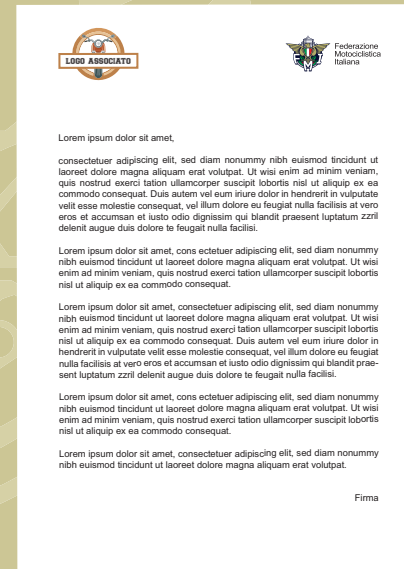 LOGO ASSOCIATO
Federazione
Motociclistica
Italiana
Lorem ipsum dolor sit amet,
consectetuer adipiscing elit, sed diam nonummy nibh euismod tincidunt ut
laoreet dolore magna aliquam erat volutpat. Ut wisi enim ad minim veniam,
quis nostrud exerci tation ullamcorper suscipit lobortis nisl ut aliquip ex ea
commodo consequat. Duis autem vel eum iriure dolor in hendrerit in vulputate
velit esse molestie consequat, vel illum dolore eu feugiat nulla facilisis at vero
eros et accumsan et iusto odio dignissim qui blandit praesent luptatum zzril
delenit augue duis dolore te feugait nulla facilisi.
Lorem ipsum dolor sit amet, cons ectetuer adipiscing elit, sed diam nonummy
nibh euismod tincidunt ut laoreet dolore magna aliquam erat volutpat. Ut wisi
enim ad minim veniam, quis nostrud exerci tation ullamcorper suscipit lobortis
nisl ut aliquip ex ea commodo consequat.
Lorem ipsum dolor sit amet, consectetuer adipiscing elit, sed diam nonummy
nibh euismod tincidunt ut laoreet dolore magna aliquam erat volutpat. Ut wisi
enim ad minim veniam, quis nostrud exerci tation ullamcorper suscipit lobortis
nisl ut aliquip ex ea commodo consequat. Duis autem vel eum iriure dolor in
hendrerit in vulputate velit esse molestie consequat, vel illum dolore eu feugiat
nulla facilisis at vero eros et accumsan et iusto odio dignissim qui blandit prae-
sent luptatum zzril delenit augue duis dolore te feugait nulla facilisi.
Lorem ipsum dolor sit amet, consectetuer adipiscing elit, sed diam nonummy
nibh euismod tincidunt ut laoreet dolore magna aliquam erat volutpat. Ut wisi
enim ad minim veniam, quis nostrud exerci tation ullamcorper suscipit lobortis
nisl ut aliquip ex ea commodo consequat.
Lorem ipsum dolor sit amet, consectetuer adipiscing elit, sed diam nonummy
nibh euismod tincidunt ut laoreet dolore magna aliquam erat volutpat.
Firma